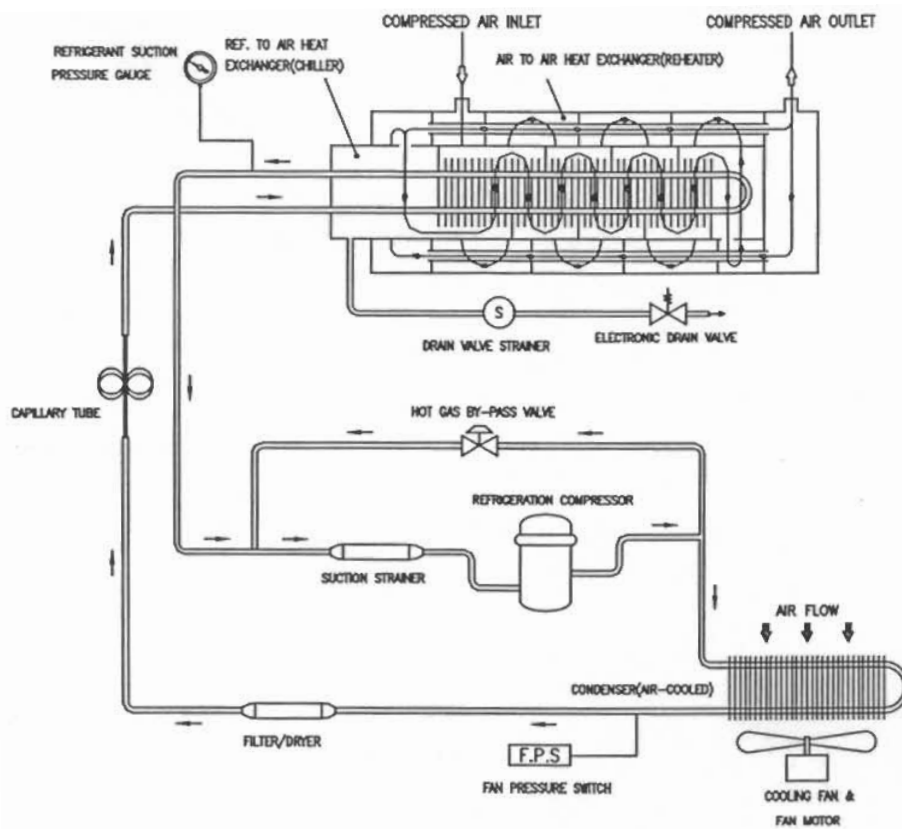 COMPRESSED AIR INLET
COMPRESSED AIR OUTLET
REFRIGERANT SUCTION
PRESSURE GAUGE
REF. TO AIR HEAT
EXCHANGER(CHILLER)
AIR TO AIR HEAT EXCHANGER(REHEATER)
S
DRAIN VALVE STRAINER
ELECTRONIC DRAIN VALVE
CAPILLARY TUBE
HOT GAS BY-PASS VALVE
REFRIGERATION COMPRESSOR
SUCTION STRAINER
AIR FLOW
CONDENSER(AIR-COOLED)
FILTER/DRYER
F.P.S
FAN PRESSURE SWITCH
COOLING FAN &
FAN MOTOR